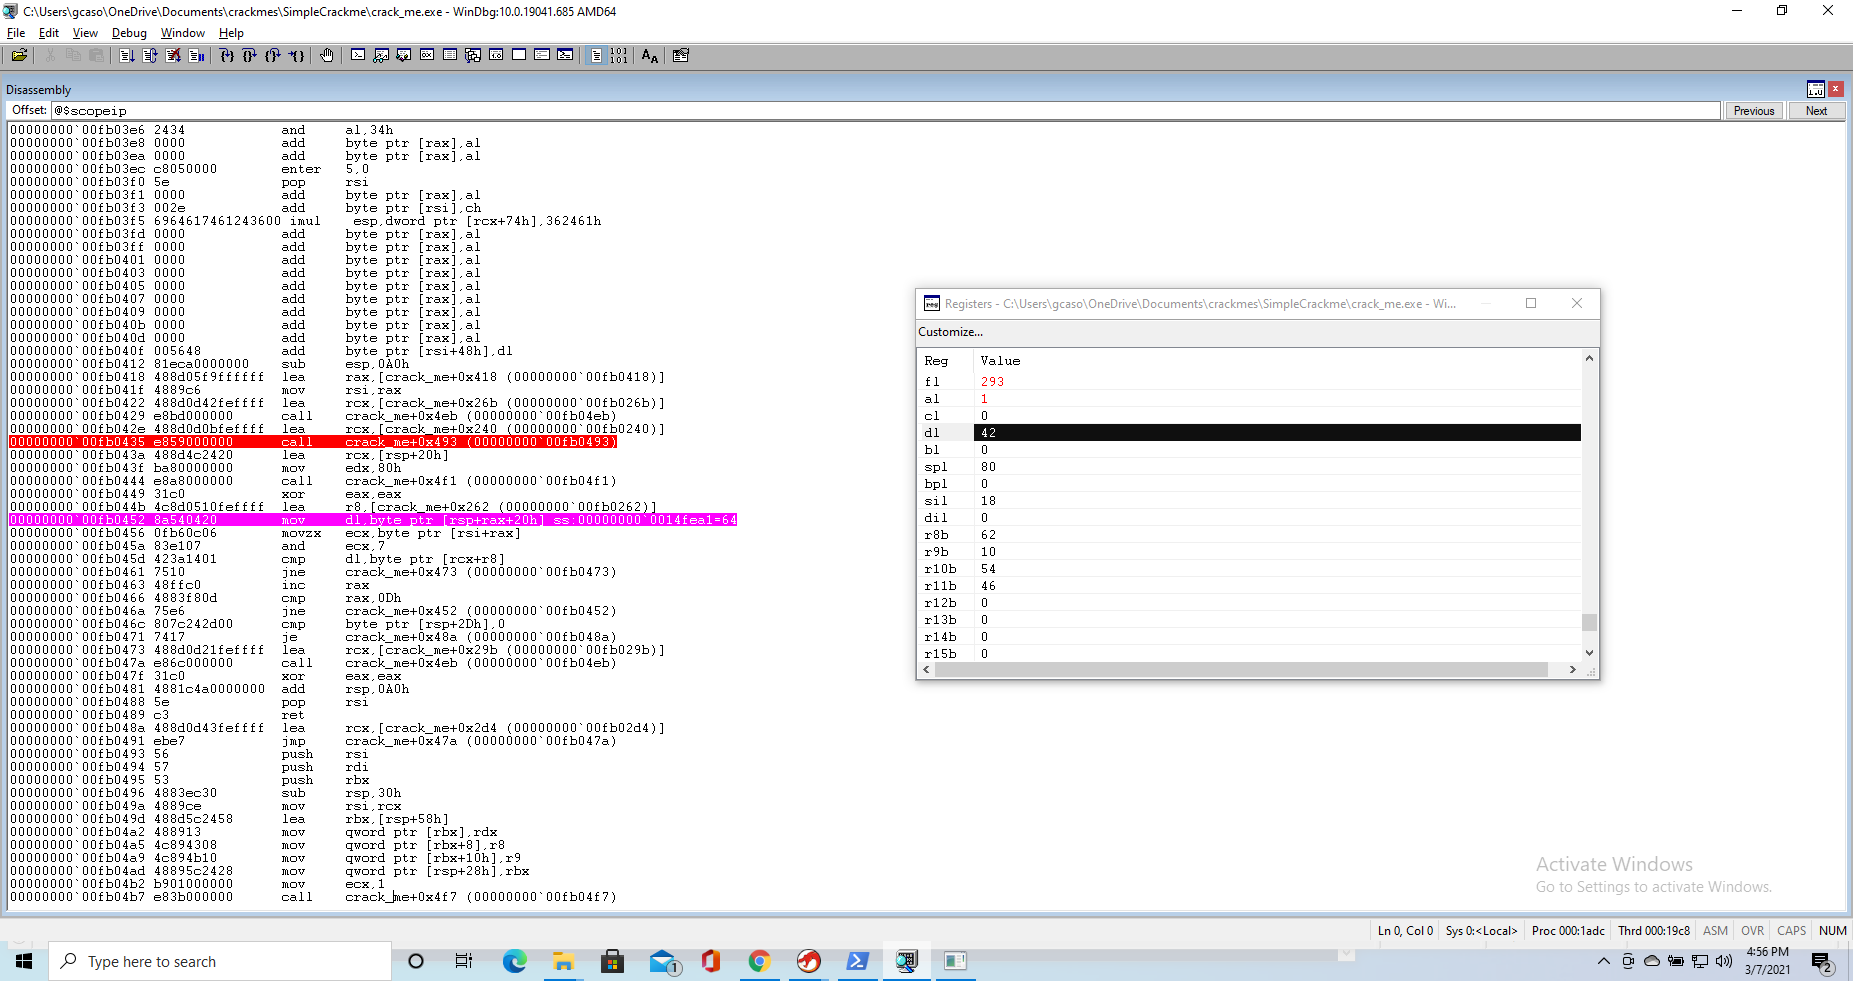 C:\Users\gcaso\OneDrive\Documents\crackmes\SimpleCrackme\crack_me.exe - WinDbg:10.0.19041.685 AMD64
File Edit View Debug Window Help
Disassembly
Offset: @$scopeip Previous Next
00000000`00fb03e6 2434 and al,34h
00000000`00fb03e8 0000 add byte ptr [rax],al
00000000`00fb03ea 0000 add byte ptr [rax],al
00000000`00fb03ec c8050000 enter 5,0
00000000`00fb03f0 5e pop rsi
00000000`00fb03f1 0000 add byte ptr [rax],al
00000000`00fb03f3 002e add byte ptr [rsi],ch
00000000`00fb03f5 6964617461243600 imul esp,dword ptr [rcx+74h],362461h
00000000`00fb03fd 0000 add byte ptr [rax],al
00000000`00fb03ff 0000 add byte ptr [rax],al
00000000`00fb0401 0000 add byte ptr [rax],al
00000000`00fb0403 0000 add byte ptr [rax],al
00000000`00fb0405 0000 add byte ptr [rax],al
00000000`00fb0407 0000 add byte ptr [rax],al
00000000`00fb0409 0000 add byte ptr [rax],al
00000000`00fb040b 0000 add byte ptr [rax],al
00000000`00fb040d 0000 add byte ptr [rax],al
00000000`00fb040f 005648 add byte ptr [rsi+48h],dl
00000000`00fb0412 81eca0000000 sub esp,0A0h
00000000`00fb0418 488d05f9ffffff lea rax,[crack_me+0x418 (00000000`00fb0418)]
00000000`00fb041f 4889c6 mov rsi,rax
00000000`00fb0422 488d0d42feffff lea rcx,[crack_me+0x26b (00000000`00fb026b)]
00000000`00fb0429 e8bd000000 call crack_me+0x4eb (00000000`00fb04eb)
00000000`00fb042e 488d0d0bfeffff lea rcx,[crack_me+0x240 (00000000`00fb0240)]
00000000`00fb0435 e859000000 call crack_me+0x493 (00000000`00fb0493)
00000000`00fb043a 488d4c2420 lea rcx,[rsp+20h]
00000000`00fb043f ba80000000 mov edx,80h
00000000`00fb0444 e8a8000000 call crack_me+0x4f1 (00000000`00fb04f1)
00000000`00fb0449 31c0 xor eax,eax
00000000`00fb044b 4c8d0510feffff lea r8,[crack_me+0x262 (00000000`00fb0262)]
00000000`00fb0452 8a540420 mov dl,byte ptr [rsp+rax+20h] ss:00000000`0014fea1=64
00000000`00fb0456 0fb60c06 movzx ecx,byte ptr [rsi+rax]
00000000`00fb045a 83e107 and ecx,7
00000000`00fb045d 423a1401 cmp dl,byte ptr [rcx+r8]
00000000`00fb0461 7510 jne crack_me+0x473 (00000000`00fb0473)
00000000`00fb0463 48ffc0 inc rax
00000000`00fb0466 4883f80d cmp rax,0Dh
00000000`00fb046a 75e6 jne crack_me+0x452 (00000000`00fb0452)
00000000`00fb046c 807c242d00 cmp byte ptr [rsp+2Dh],0
00000000`00fb0471 7417 je crack_me+0x48a (00000000`00fb048a)
00000000`00fb0473 488d0d21feffff lea rcx,[crack_me+0x29b (00000000`00fb029b)]
00000000`00fb047a e86c000000 call crack_me+0x4eb (00000000`00fb04eb)
00000000`00fb047f 31c0 xor eax,eax
00000000`00fb0481 4881c4a0000000 add rsp,0A0h
00000000`00fb0488 5e pop rsi
00000000`00fb0489 c3 ret
00000000`00fb048a 488d0d43feffff lea rcx,[crack_me+0x2d4 (00000000`00fb02d4)]
00000000`00fb0491 ebe7 jmp crack_me+0x47a (00000000`00fb047a)
00000000`00fb0493 56 push rsi
00000000`00fb0494 57 push rdi
00000000`00fb0495 53 push rbx
00000000`00fb0496 4883ec30 sub rsp,30h
00000000`00fb049a 4889ce mov rsi,rcx
00000000`00fb049d 488d5c2458 lea rbx,[rsp+58h]
00000000`00fb04a2 488913 mov qword ptr [rbx],rdx
00000000`00fb04a5 4c894308 mov qword ptr [rbx+8],r8
00000000`00fb04a9 4c894b10 mov qword ptr [rbx+10h],r9
00000000`00fb04ad 48895c2428 mov qword ptr [rsp+28h],rbx
00000000`00fb04b2 b901000000 mov ecx,1
00000000`00fb04b7 e83b000000 call crack_me+0x4f7 (00000000`00fb04f7)
Registers - C:\Users\gcaso\OneDrive\Documents\crackmes\SimpleCrackme\crack_me.exe - Wi...
Customize...
Reg Value
fl 293
al 1
cl 0
dl 42
bl 0
spl 80
bpl 0
sil 18
dil 0
r8b 62
r9b 10
r10b 54
r11b 46
r12b 0
r13b 0
r14b 0
r15b 0
Activate Windows
Go to Settings to activate Windows.
Ln 0, Col 0 Sys 0:<Local> Proc 000:1adc Thrd 000:19c8 ASM OVR CAPS NUM
Type here to search
1
4:56 PM
3/7/2021
2